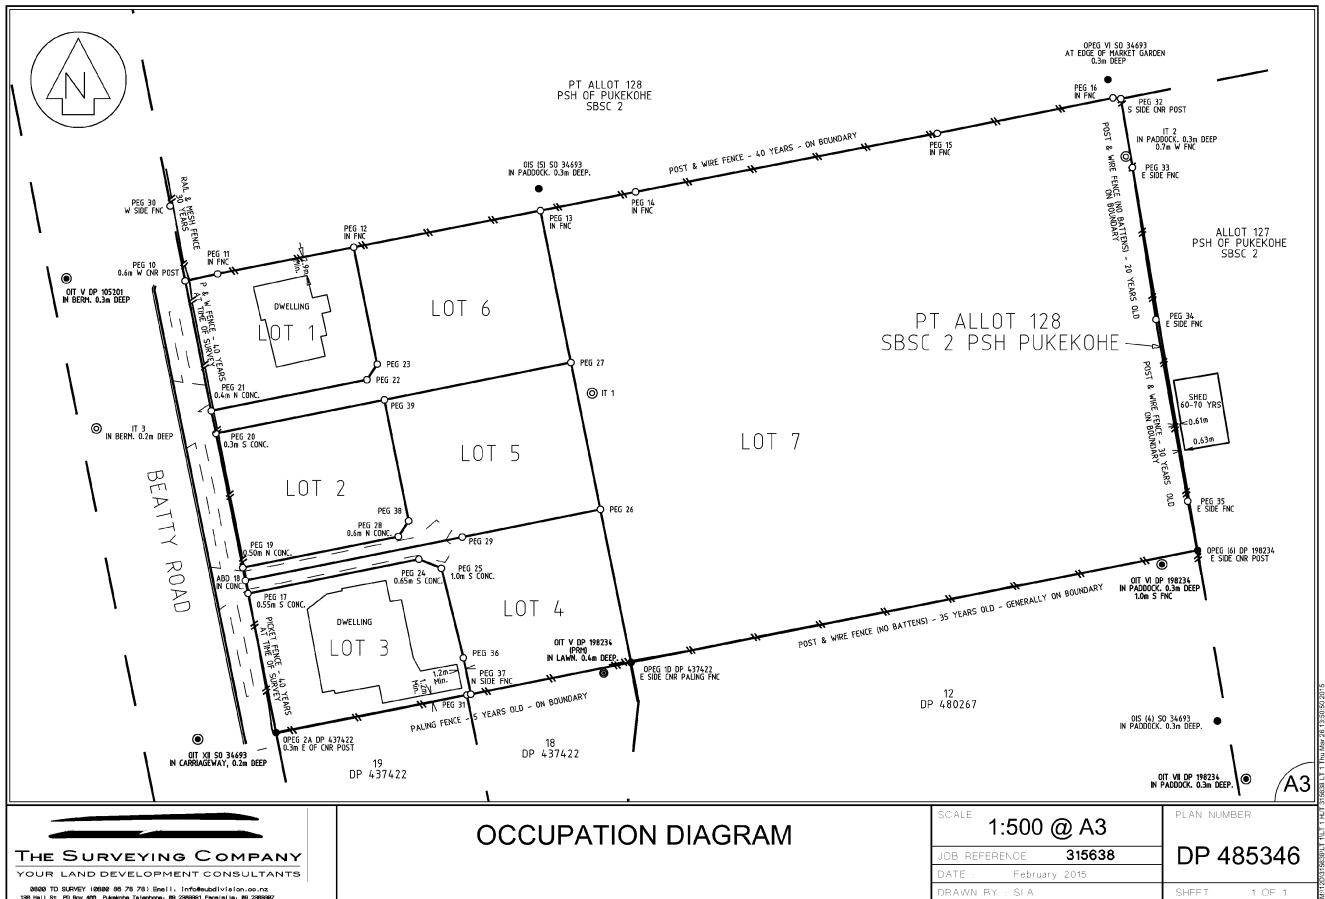 OPEG VI SO 34693
AT EDGE OF MARKET GARDEN
0.3m DEEP
N
PT ALLOT 128
PSH OF PUKEKOHE
SBSC 2
PEG 16
IN FNC
PEG 32
S SIDE CNR POST
IT 2
IN PADDOCK. 0.3m DEEP
0.7m W FNC
PEG 33
E SIDE FNC
POST & WIRE FENCE - 40 YEARS - ON BOUNDARY
PEG 15
IN FNC
OIS (5) SO 34693
IN PADDOCK. 0.3m DEEP.
PEG 14
IN FNC
PEG 13
IN FNC
PEG 12
IN FNC
PEG 11
IN FNC
PEG 30
W SIDE FNC
RAIL & MESH FENCE
30 YEARS
PEG 10
0.6m W CNR POST
OIT V DP 105201
IN BERM. 0.3m DEEP
P & W FENCE - 40 YEARS
AT TIME OF SURVEY
2.9m
Min.
DWELLING
LOT 1
LOT 6
POST & WIRE FENCE (NO BATTENS) - 20 YEARS OLD
ON BOUNDARY
ALLOT 127
PSH OF PUKEKOHE
SBSC 2
PT ALLOT 128
SBSC 2 PSH PUKEKOHE
PEG 34
E SIDE FNC
PEG 23
PEG 22
PEG 27
PEG 21
0.4m N CONC.
PEG 39
IT 1
PEG 20
0.3m S CONC.
IT 3
IN BERM. 0.2m DEEP
SHED
60-70 YRS
0.61m
0.63m
POST & WIRE FENCE - 30 YEARS OLD
ON BOUNDARY
LOT 7
LOT 5
LOT 2
BEATTY ROAD
PEG 38
PEG 28
0.6m N CONC.
PEG 26
PEG 35
E SIDE FNC
PEG 19
0.50m N CONC.
PEG 29
ABD 18
IN CONC.
PEG 24
0.65m S CONC.
PEG 25
1.0m S CONC.
PEG 17
0.55m S CONC.
OPEG (6) DP 198234
E SIDE CNR POST
OIT VI DP 198234
IN PADDOCK. 0.3m DEEP
1.0m S FNC
POST & WIRE FENCE (NO BATTENS) - 35 YEARS OLD - GENERALLY ON BOUNDARY
LOT 4
DWELLING
LOT 3
PICKET FENCE - 40 YEARS
AT TIME OF SURVEY
OIT V DP 198234
(PRM)
IN LAWN. 0.4m DEEP.
PEG 36
PEG 37
N SIDE FNC
1.2m
Min.
1.2m
Min.
OPEG 1D DP 437422
E SIDE CNR PALING FNC
PEG 31
PALING FENCE - 5 YEARS OLD - ON BOUNDARY
12
DP 480267
OIS (4) SO 34693
IN PADDOCK. 0.3m DEEP.
OPEG 2A DP 437422
0.3m E OF CNR POST
OIT XII SO 34693
IN CARRIAGEWAY, 0.2m DEEP
18
DP 437422
19
DP 437422
OIT VII DP 198234
IN PADDOCK. 0.3m DEEP.
A3
THE SURVEYING COMPANY
YOUR LAND DEVELOPMENT CONSULTANTS
OCCUPATION DIAGRAM
SCALE
1:500 @ A3
JOB REFERENCE 315638
DATE : February 2015
DRAWN BY : SLA
PLAN NUMBER
DP 485346
SHEET 1 OF 1